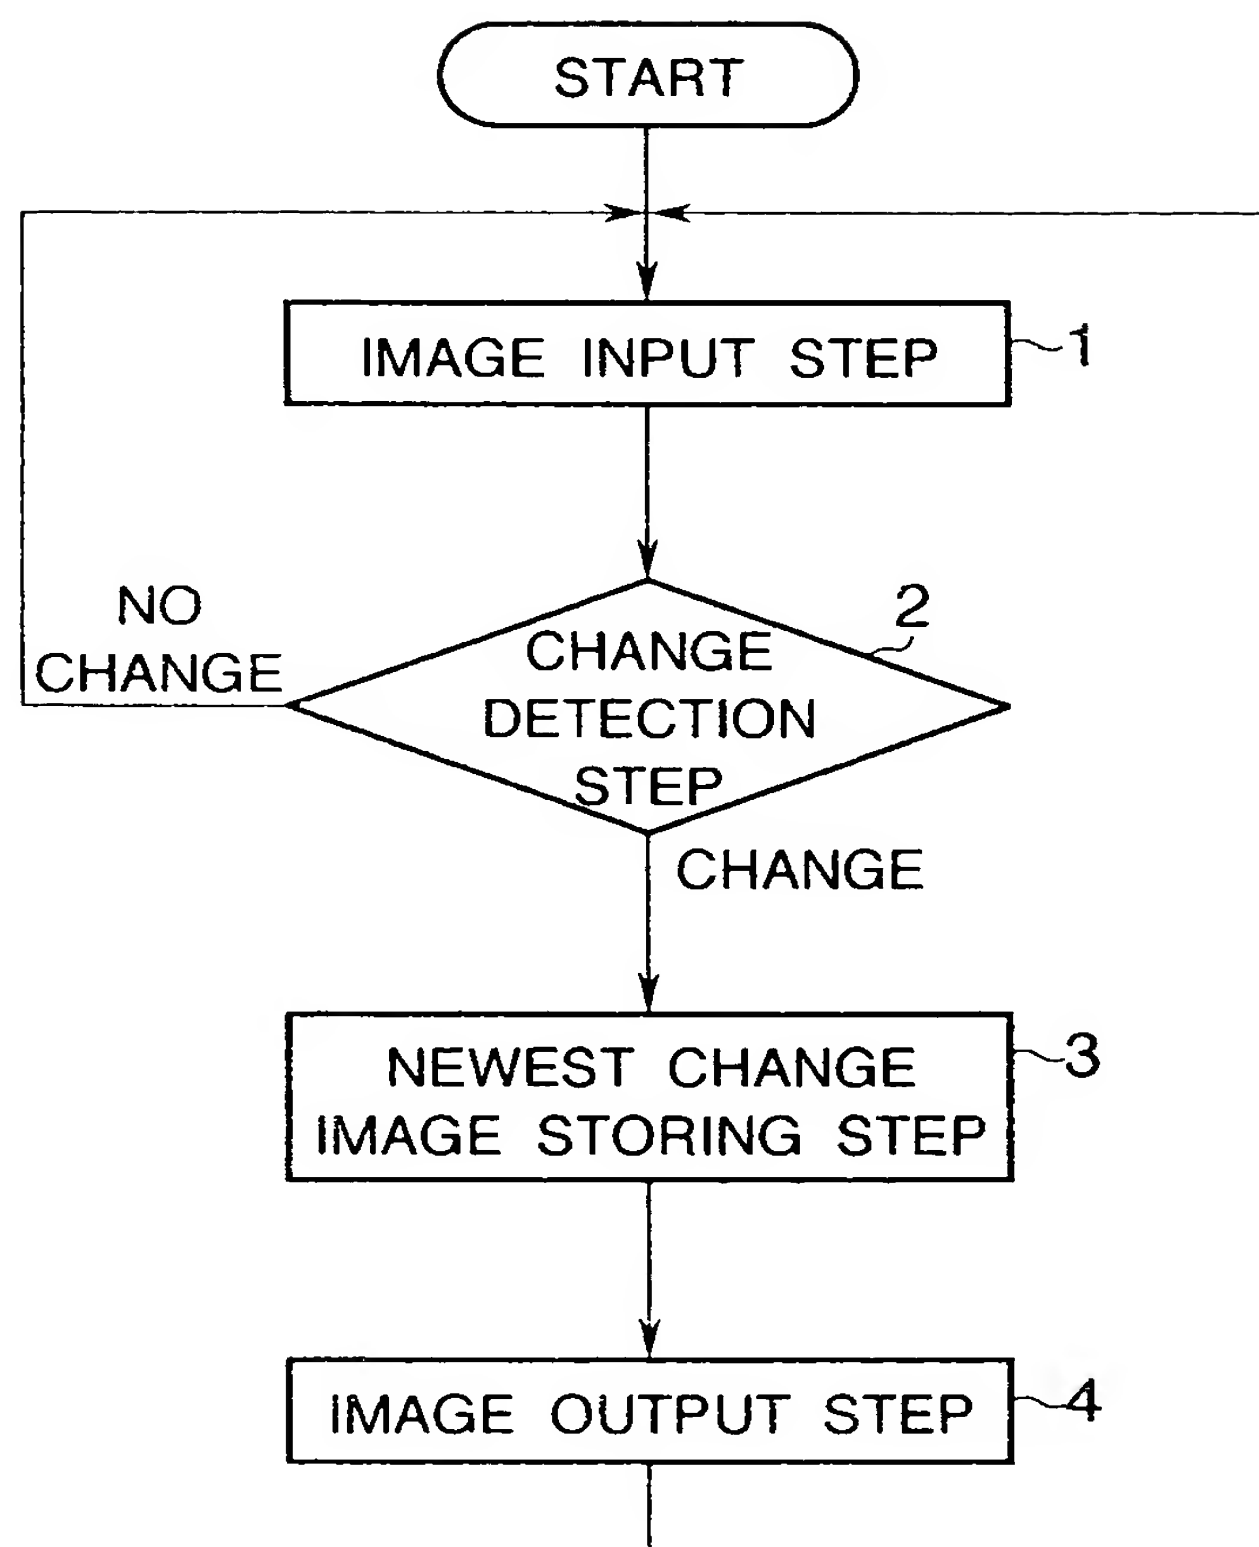 START
IMAGE INPUT STEP
1
NO
CHANGE
2
CHANGE
DETECTION
STEP
CHANGE
NEWEST CHANGE
IMAGE STORING STEP
3
IMAGE OUTPUT STEP
4